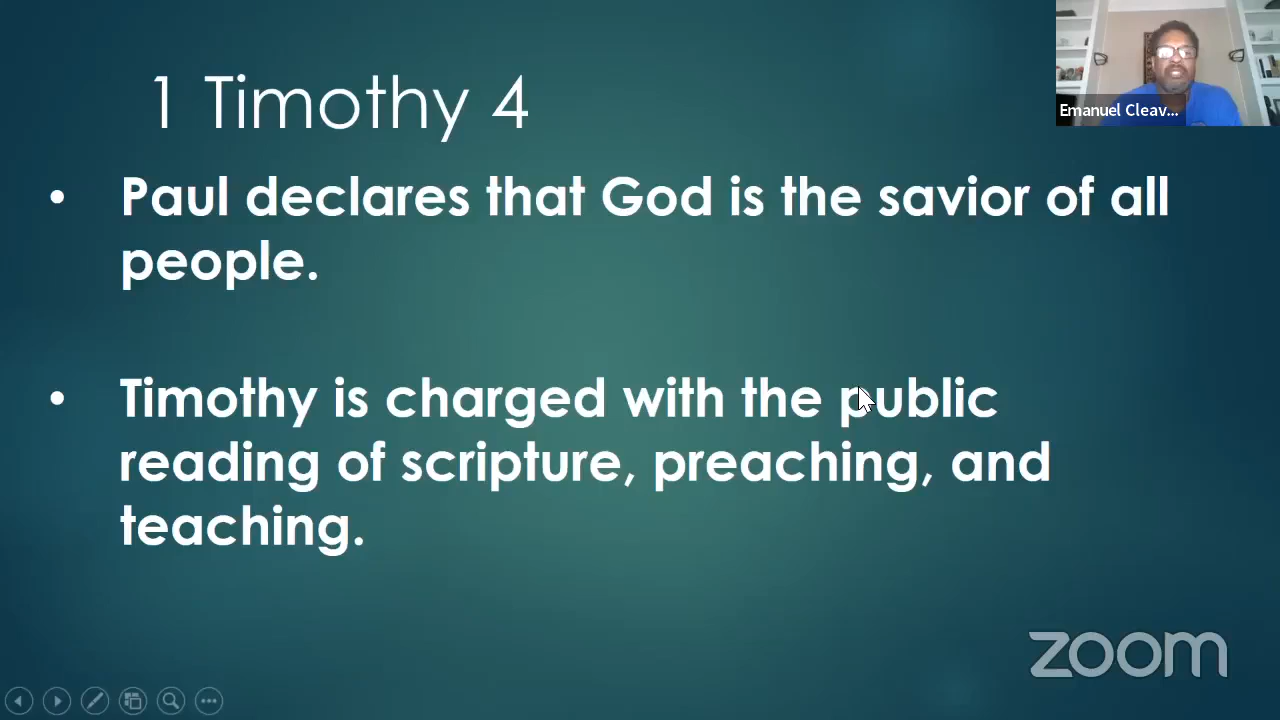 1 Timothy 4
Emanuel Cleav...
• Paul declares that God is the savior of all
people.
• Timothy is charged with the public
reading of scripture, preaching, and
teaching.
zoom